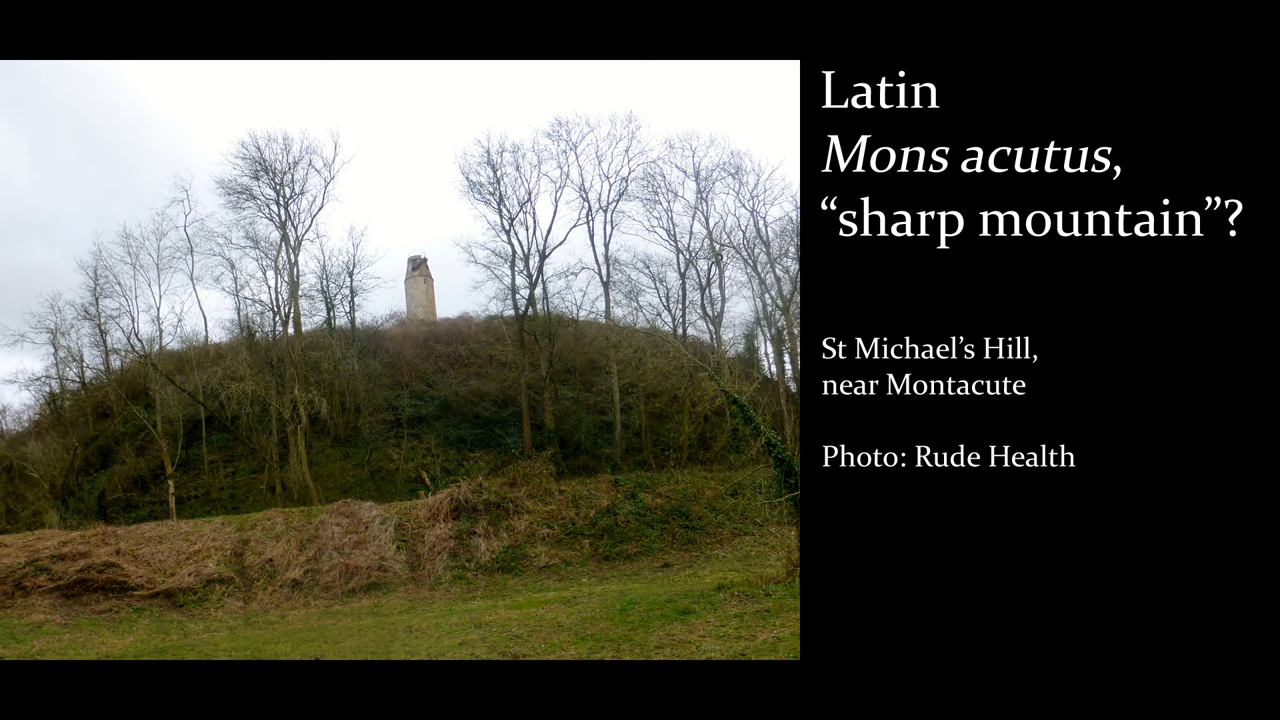 Latin
Mons acutus,
“sharp mountain”?
St Michael’s Hill,
near Montacute
Photo: Rude Health